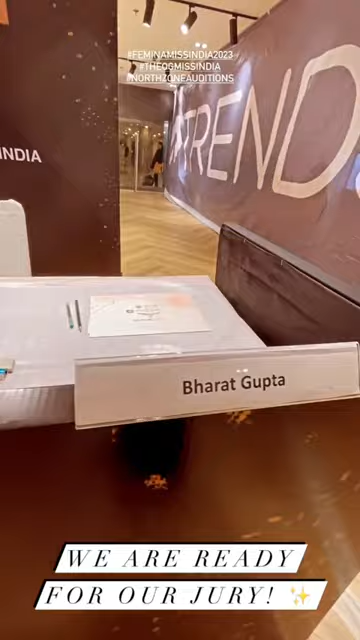 #FEMINAMISSINDIA2023
#THEOGMISSINDIA
#NORTHZONEAUDITIONS
INDIA
TREND
Bharat Gupta
WE ARE READY
FOR OUR JURY! ✨